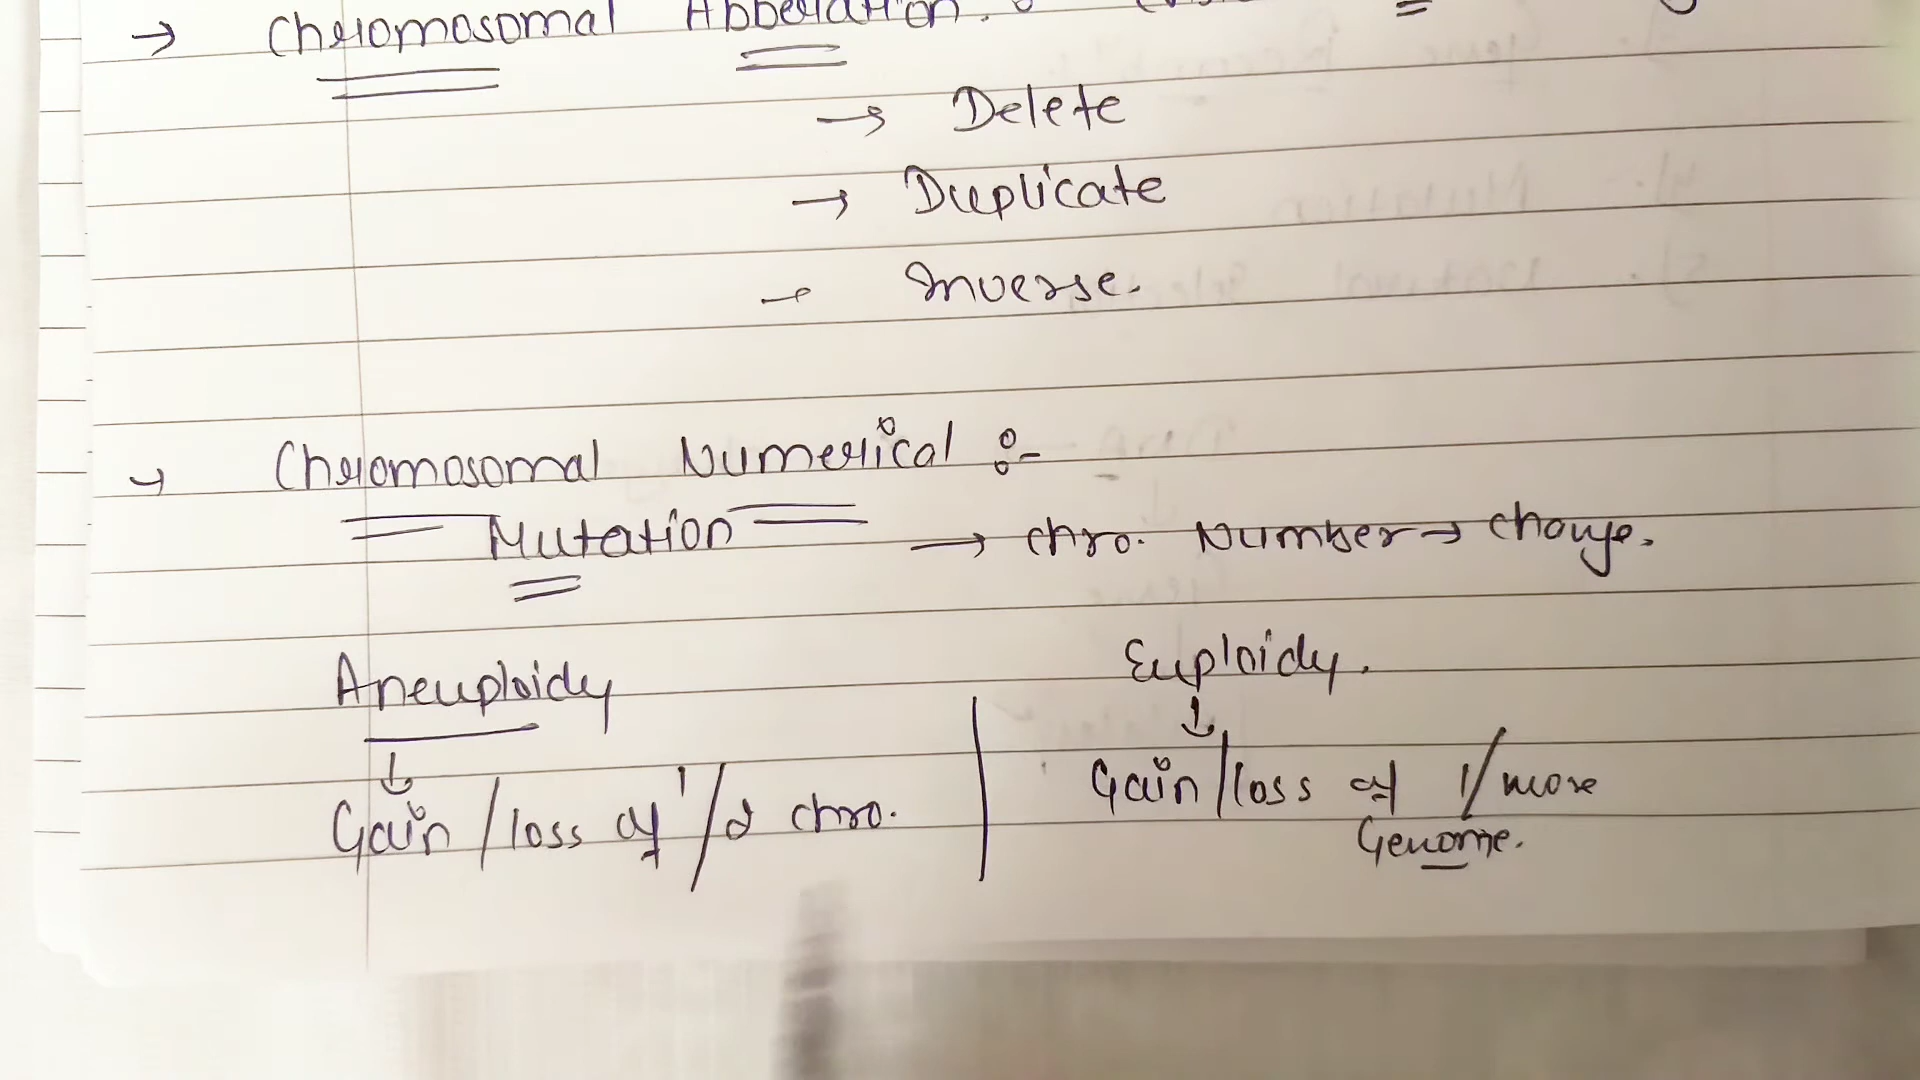 → Chromosomal Abberation :
→ Delete
→ Duplicate
→ Inverse.
→ Chromosomal Numerical :-
Mutation → chro. Number → change.
Aneuploidy
Euploidy.
↓
Gain/loss of 1/2 chro.
↓
Gain/loss of 1/more
Genome.